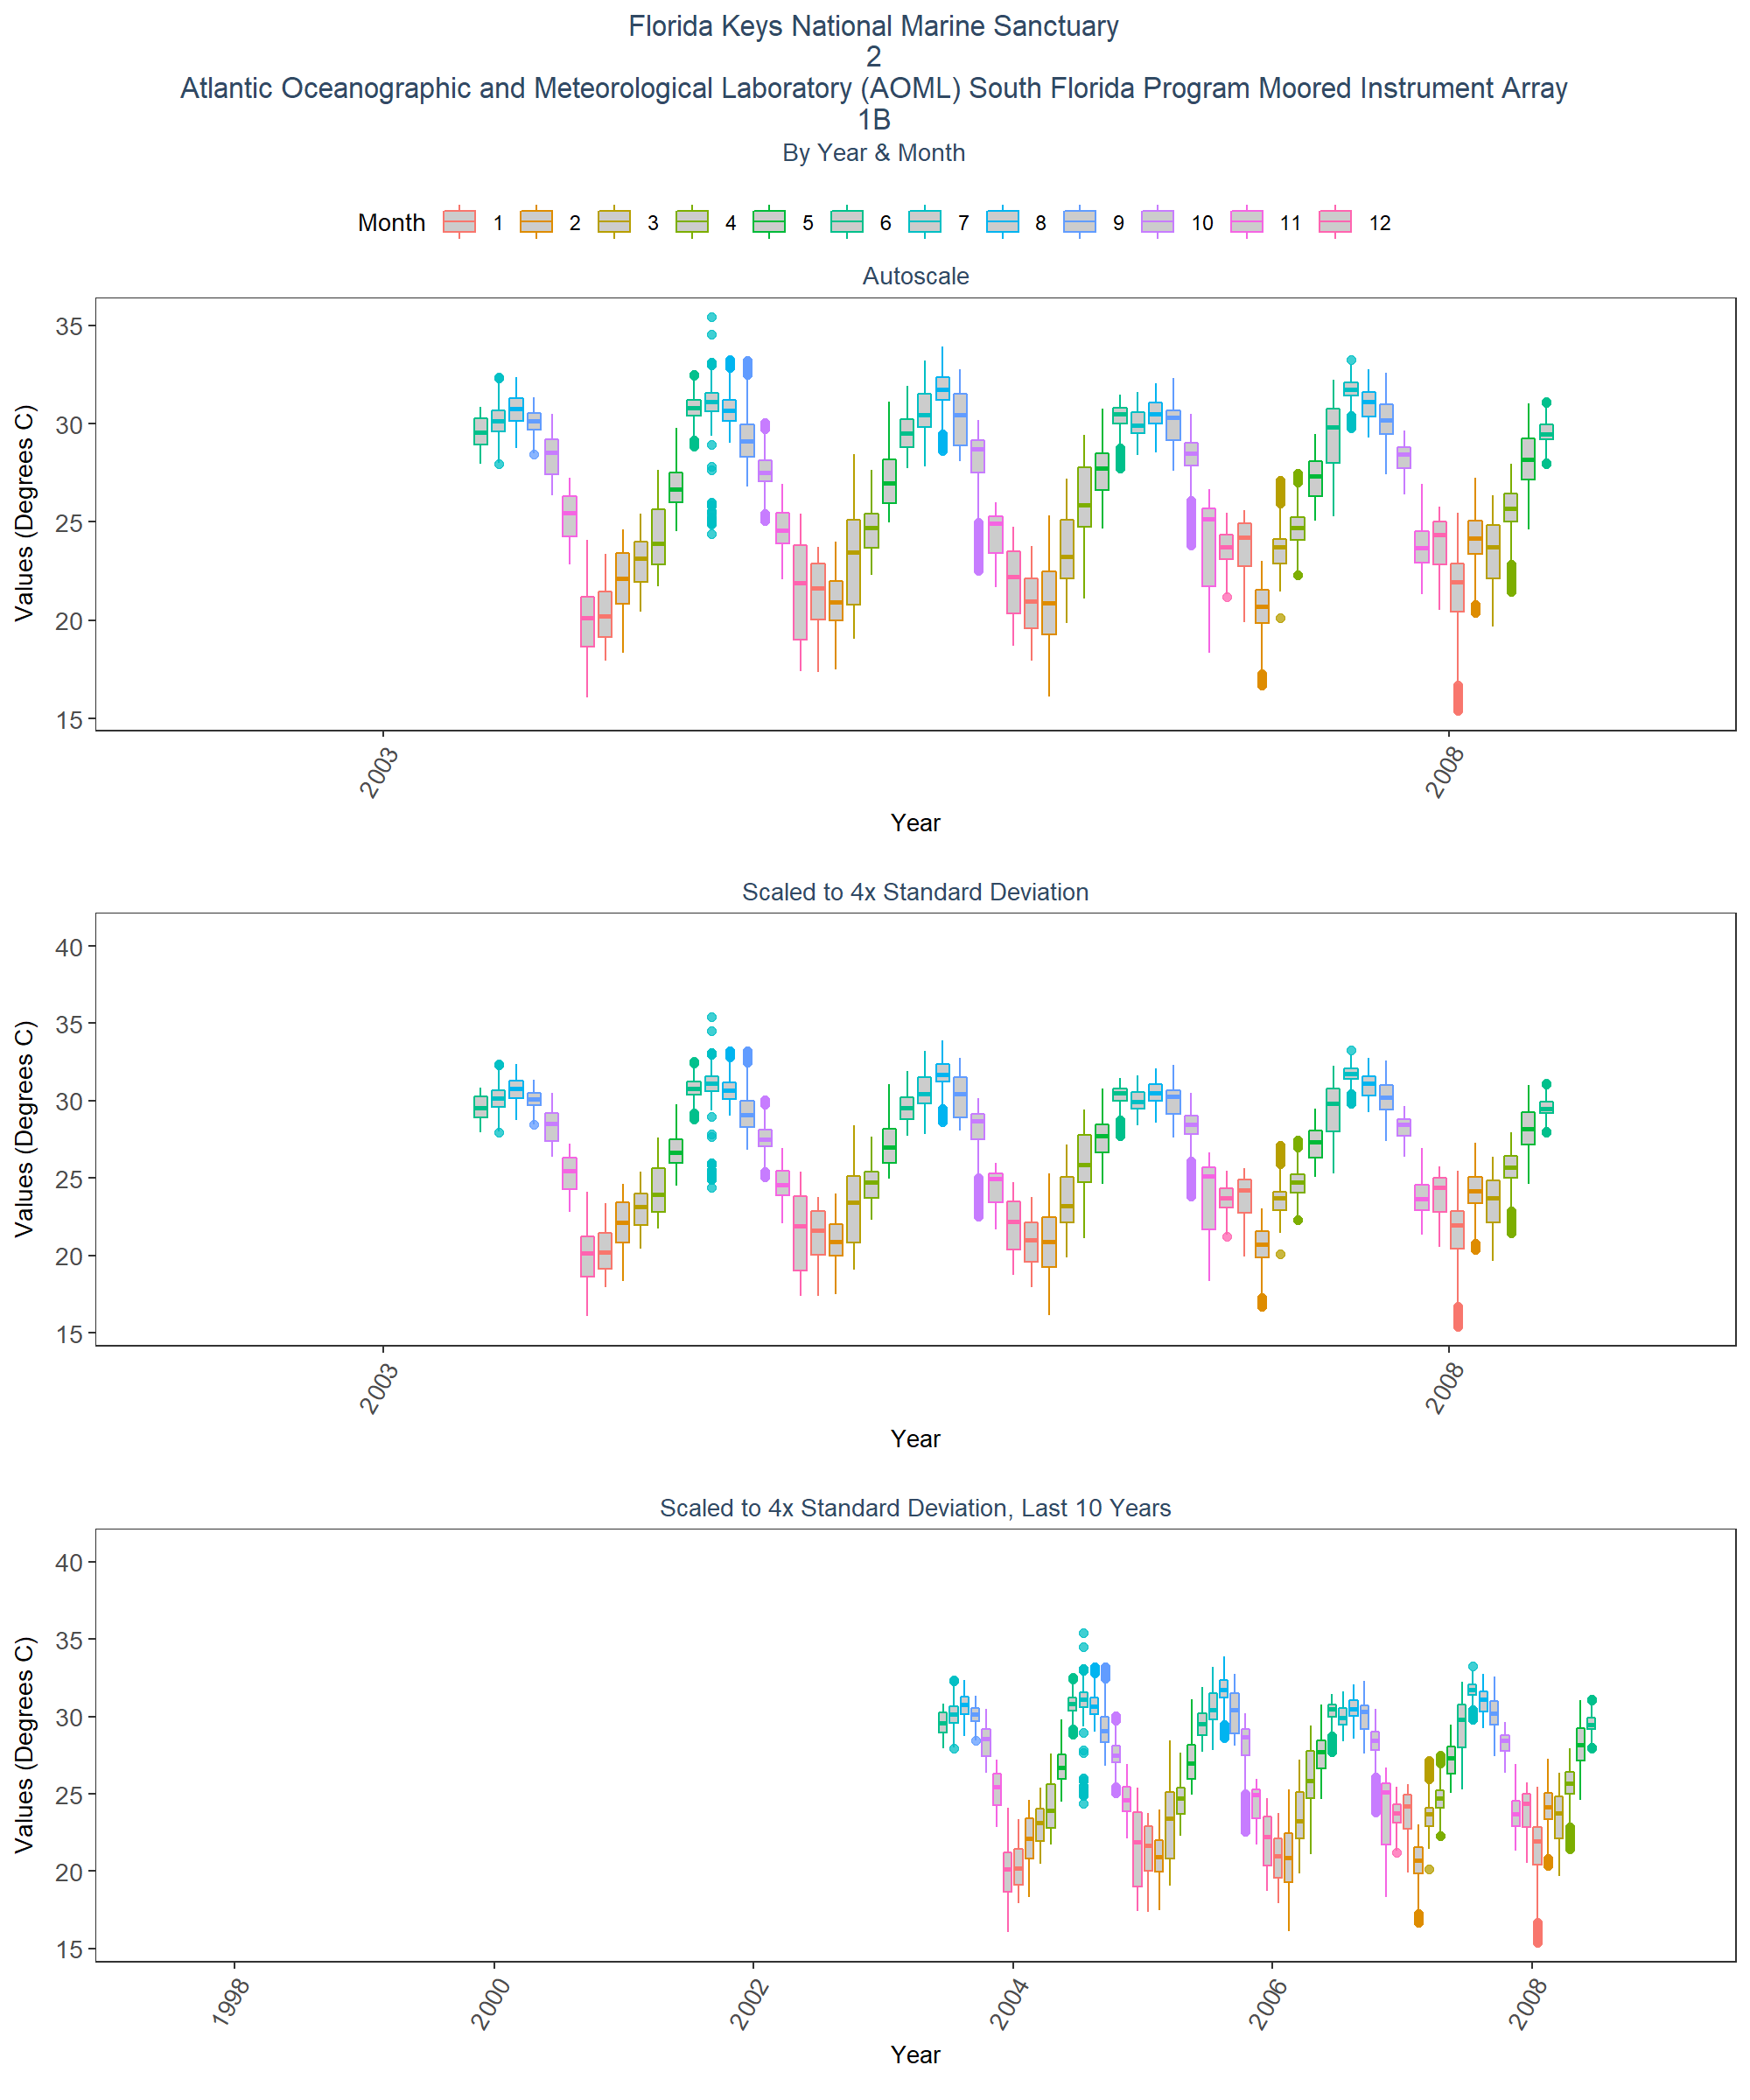 Florida Keys National Marine Sanctuary
2
Atlantic Oceanographic and Meteorological Laboratory (AOML) South Florida Program Moored Instrument Array
1B
By Year & Month
Month 1 2 3 4 5 6 7 8 9 10 11 12
Autoscale
Values (Degrees C)
35
30
25
20
15
2003 2008
Year
Scaled to 4x Standard Deviation
Values (Degrees C)
40
35
30
25
20
15
2003 2008
Year
Scaled to 4x Standard Deviation, Last 10 Years
Values (Degrees C)
40
35
30
25
20
15
1998 2000 2002 2004 2006 2008
Year